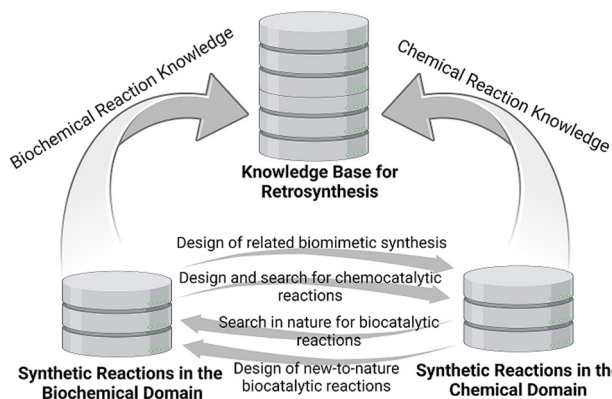 Biochemical Reaction Knowledge
Chemical Reaction Knowledge
Knowledge Base for
Retrosynthesis
Design of related biomimetic synthesis
Design and search for chemocatalytic
reactions
Search in nature for biocatalytic
reactions
Design of new-to-nature
biocatalytic reactions
Synthetic Reactions in the
Biochemical Domain
Synthetic Reactions in th
Chemical Domain